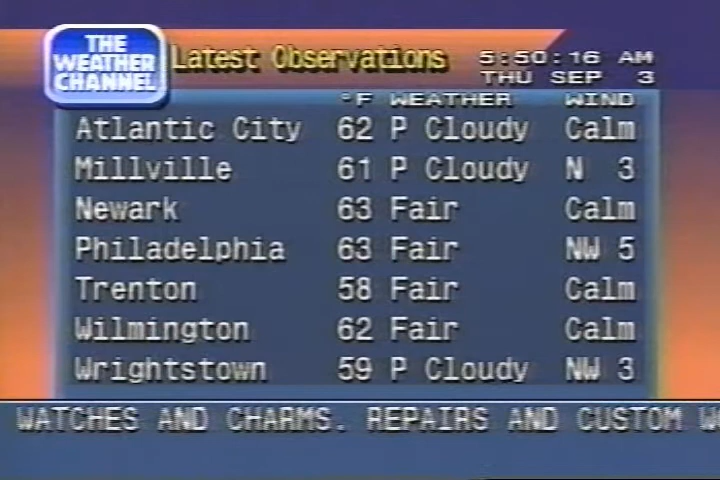 THE
WEATHER
CHANNEL
Latest Observations
5:50:16 AM
THU SEP 3
°F WEATHER WIND
Atlantic City 62 P Cloudy Calm
Millville 61 P Cloudy N 3
Newark 63 Fair Calm
Philadelphia 63 Fair NW 5
Trenton 58 Fair Calm
Wilmington 62 Fair Calm
Wrightstown 59 P Cloudy NW 3
WATCHES AND CHARMS. REPAIRS AND CUSTOM